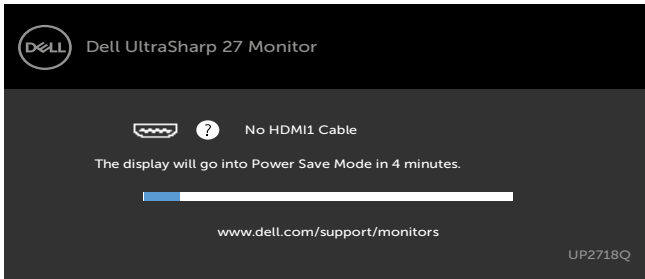 DELL
Dell UltraSharp 27 Monitor
? No HDMI1 Cable
The display will go into Power Save Mode in 4 minutes.
www.dell.com/support/monitors
UP2718Q